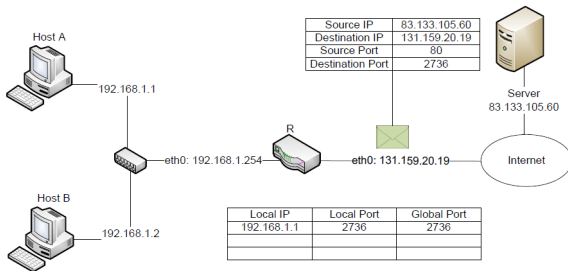 Host A
192.168.1.1
Source IP 83.133.105.60
Destination IP 131.159.20.19
Source Port 80
Destination Port 2736
Server
83.133.105.60
R
eth0: 192.168.1.254
eth0: 131.159.20.19
Internet
Host B
192.168.1.2
Local IP Local Port Global Port
192.168.1.1 2736 2736